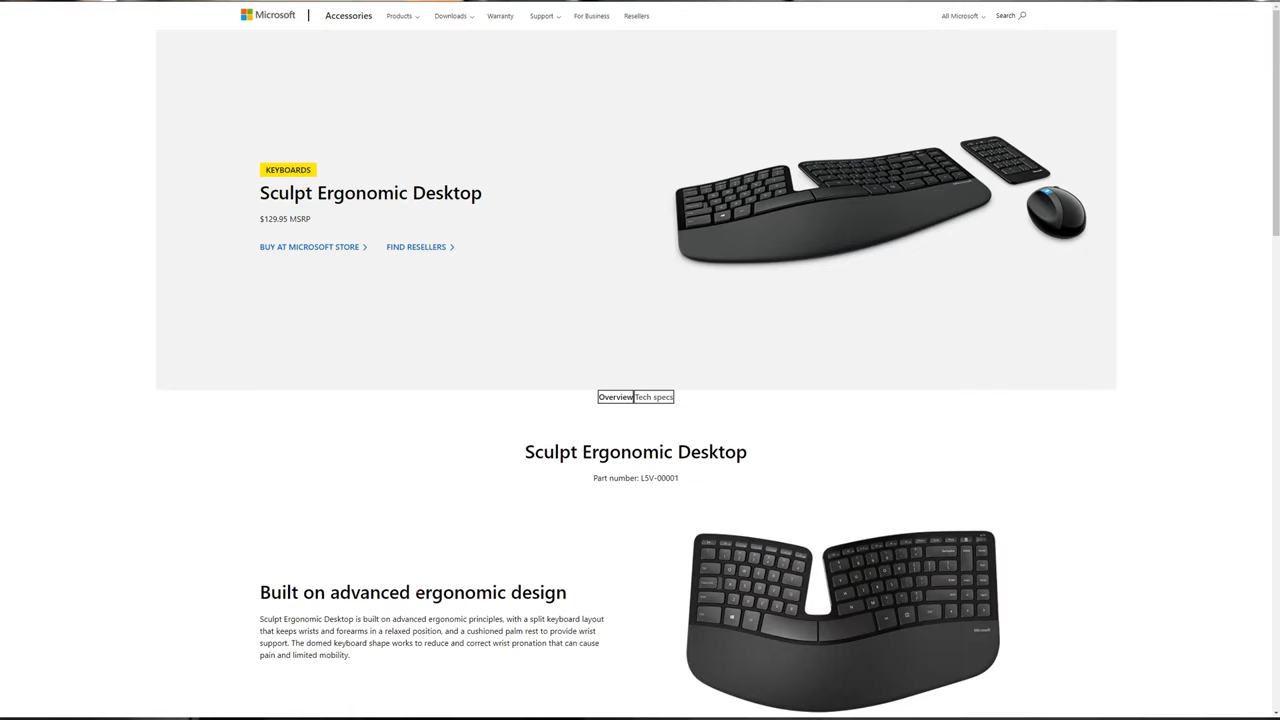 Microsoft
Accessories
Products
Downloads
Warranty
Support
For Business
Resellers
All Microsoft
Search
KEYBOARDS
Sculpt Ergonomic Desktop
$129.95 MSRP
BUY AT MICROSOFT STORE
FIND RESELLERS
Overview
Tech specs
Sculpt Ergonomic Desktop
Part number: L5V-00001
Built on advanced ergonomic design
Sculpt Ergonomic Desktop is built on advanced ergonomic principles, with a split keyboard layout
that keeps wrists and forearms in a relaxed position, and a cushioned palm rest to provide wrist
support. The domed keyboard shape works to reduce and correct wrist pronation that can cause
pain and limited mobility.
Microsoft